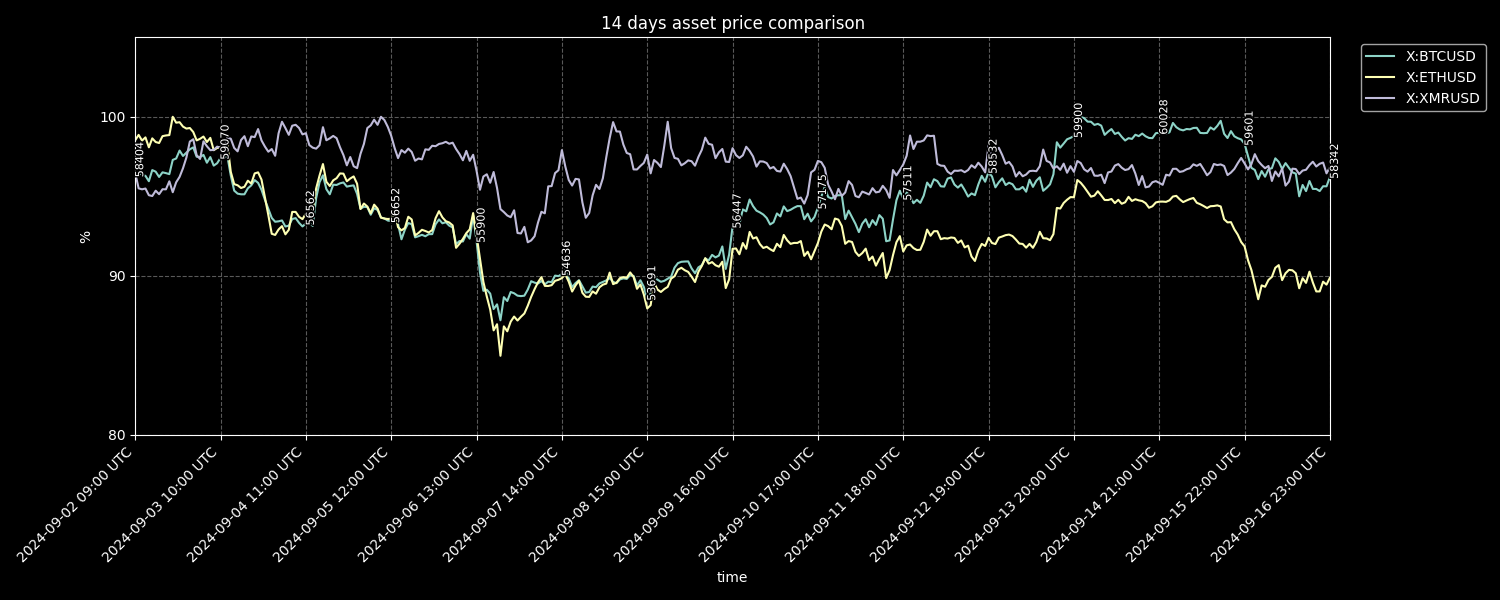 14 days asset price comparison
X:BTCUSD
X:ETHUSD
X:XMRUSD
100
90
80
%
58404
59070
56562
56652
55900
54636
53691
56447
57175
57511
58532
59900
60028
59601
58342
2024-09-02 09:00 UTC
2024-09-03 10:00 UTC
2024-09-04 11:00 UTC
2024-09-05 12:00 UTC
2024-09-06 13:00 UTC
2024-09-07 14:00 UTC
2024-09-08 15:00 UTC
2024-09-09 16:00 UTC
2024-09-10 17:00 UTC
2024-09-11 18:00 UTC
2024-09-12 19:00 UTC
2024-09-13 20:00 UTC
2024-09-14 21:00 UTC
2024-09-15 22:00 UTC
2024-09-16 23:00 UTC
time